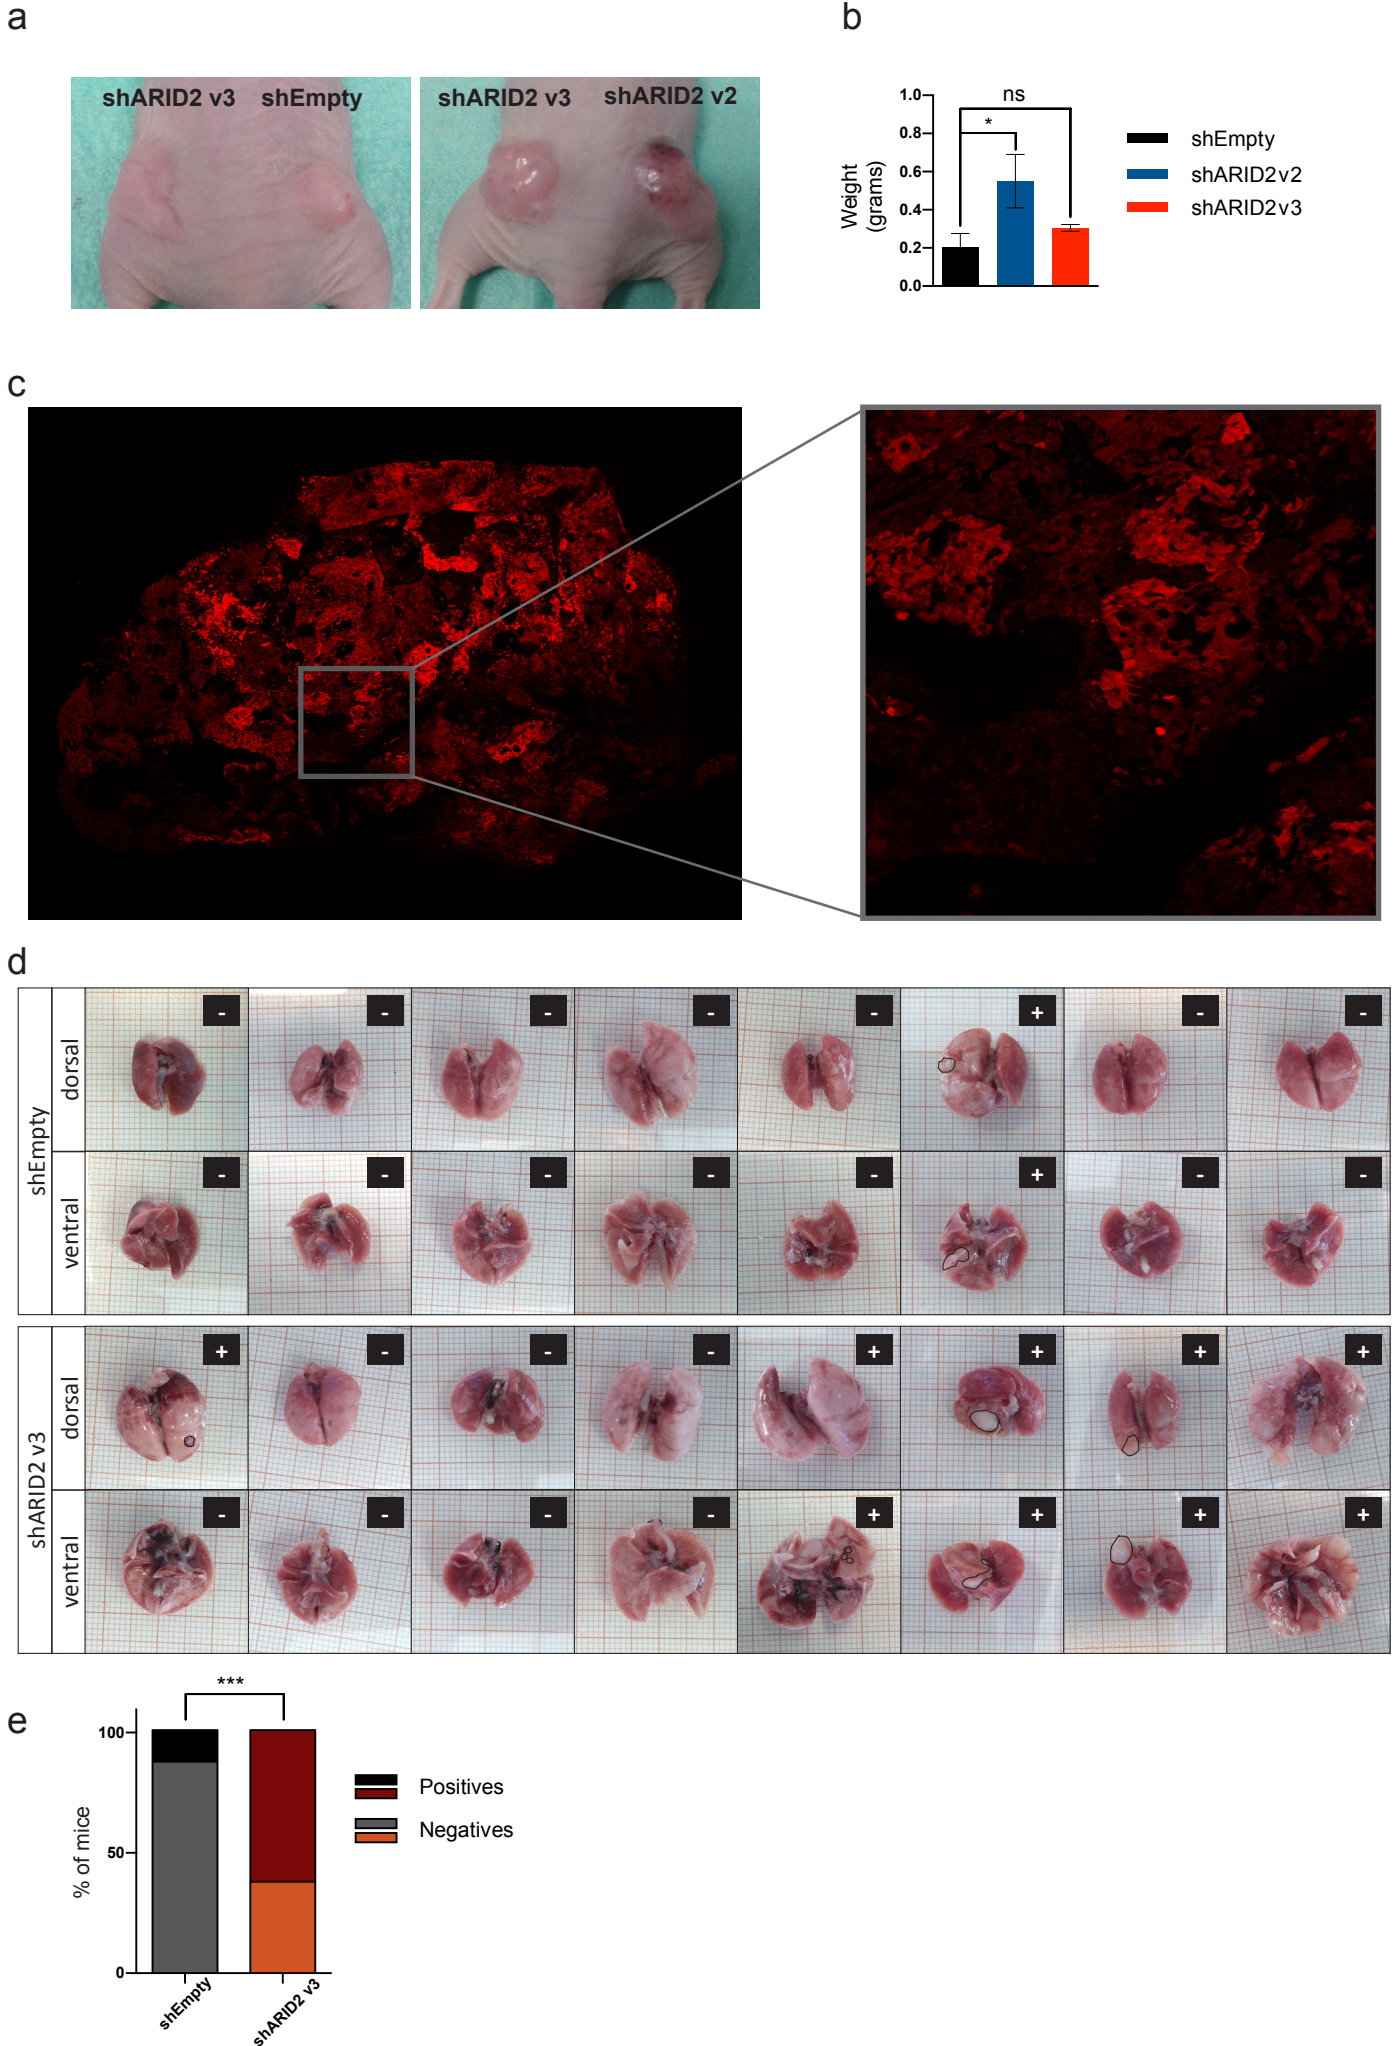 a
b
shARID2 v3 shEmpty
shARID2 v3 shARID2 v2
1.0
0.8
0.6
0.4
0.2
0.0
Weight
(grams)
ns
*
shEmpty
shARID2v2
shARID2v3
c
d
shEmpty
dorsal
- - - - - + - -
ventral
- - - - - + - -
shARID2 v3
dorsal
+ - - - + + + +
ventral
- - - - + + + +
e
***
100
50
0
% of mice
shEmpty
shARID2 v3
Positives
Negatives